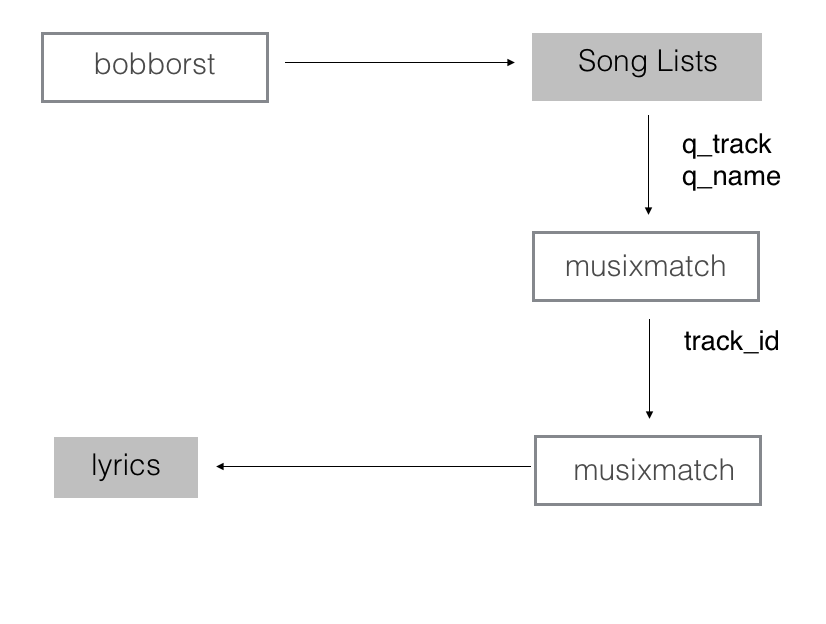 bobborst
Song Lists
q_track
q_name
musixmatch
track_id
musixmatch
lyrics